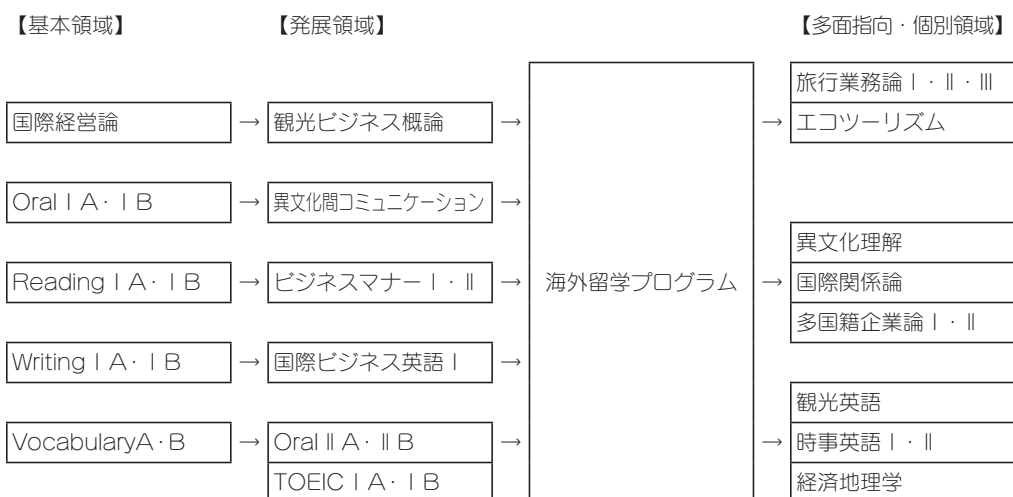 【基本領域】 【発展領域】 【多面指向・個別領域】
旅行業務論Ⅰ・Ⅱ・Ⅲ
国際経営論 → 観光ビジネス概論 → → エコツーリズム
OralⅠA・ⅠB → 異文化間コミュニケーション →
異文化理解
ReadingⅠA・ⅠB → ビジネスマナーⅠ・Ⅱ → 海外留学プログラム → 国際関係論
多国籍企業論Ⅰ・Ⅱ
WritingⅠA・ⅠB → 国際ビジネス英語Ⅰ →
観光英語
VocabularyA・B → OralⅡA・ⅡB → → 時事英語Ⅰ・Ⅱ
TOEICⅠA・ⅠB 経済地理学